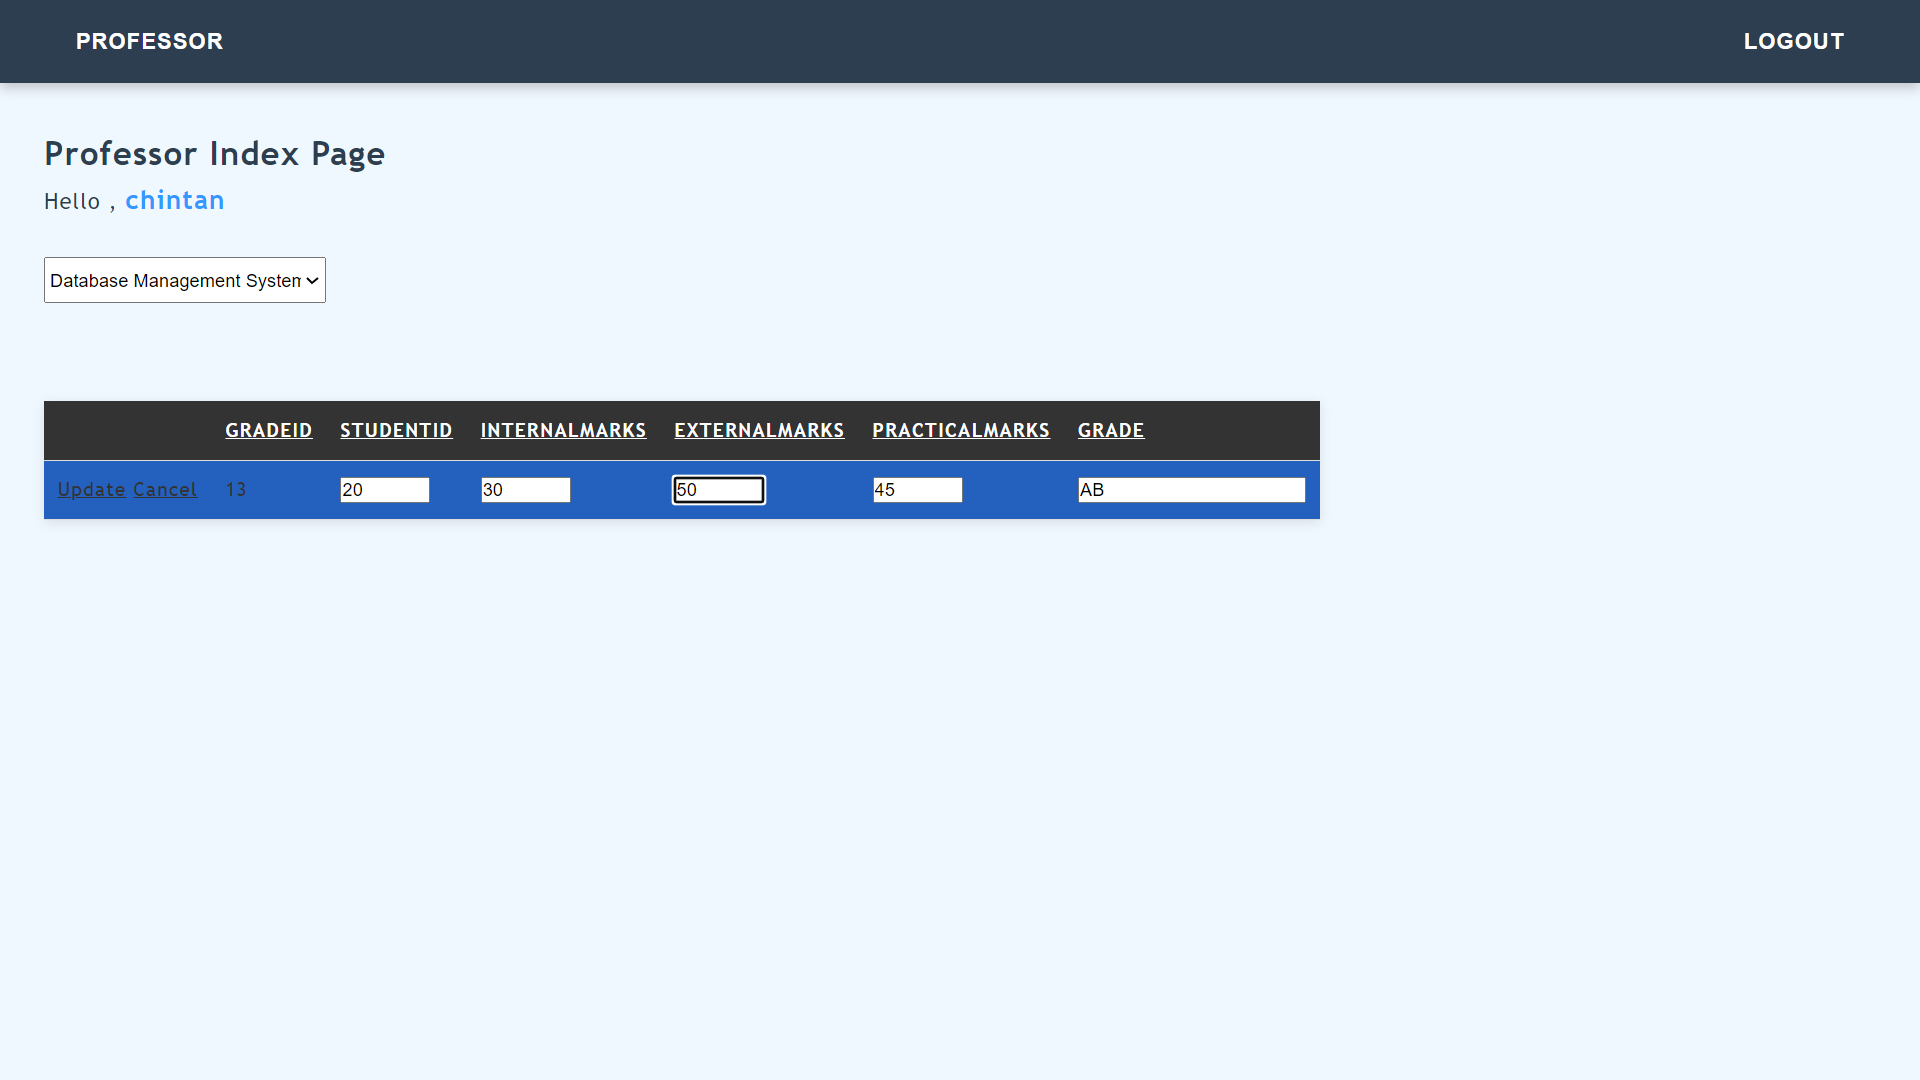 PROFESSOR LOGOUT
Professor Index Page
Hello , chintan
Database Management System
GRADEID STUDENTID INTERNALMARKS EXTERNALMARKS PRACTICALMARKS GRADE
Update Cancel 13 20 30 50 45 AB